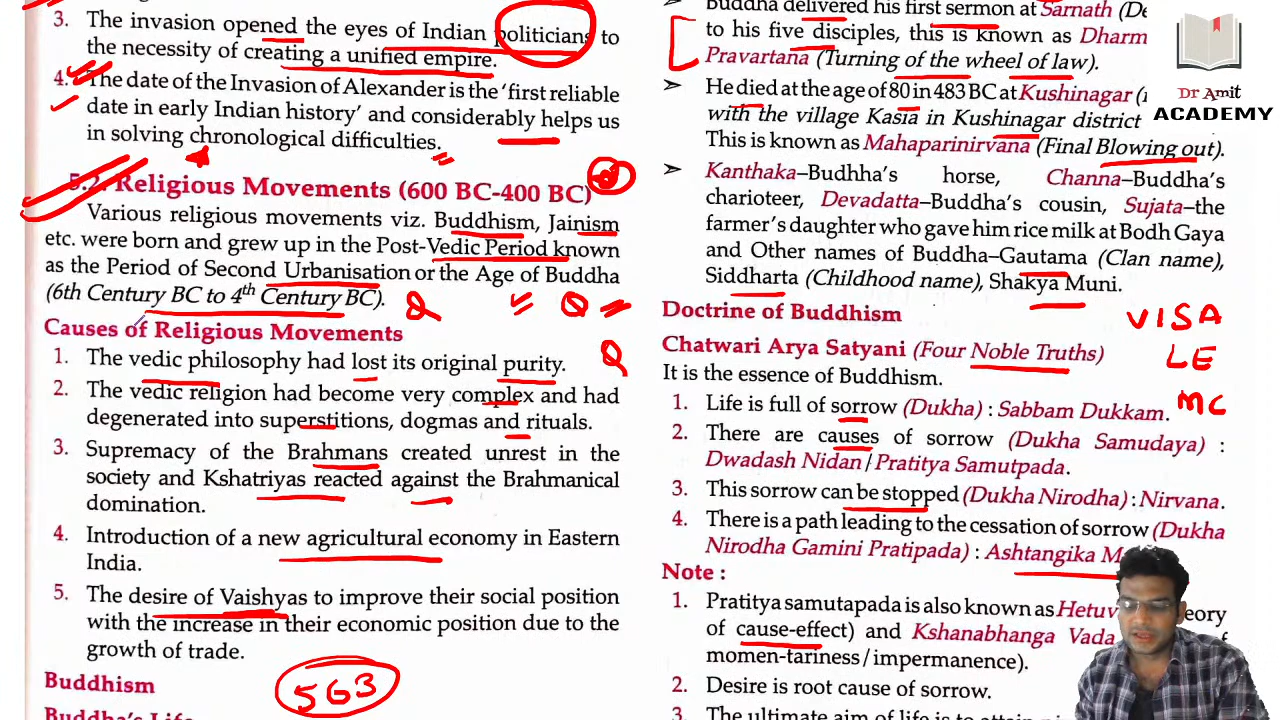 3. The invasion opened the eyes of Indian politicians to
the necessity of creating a unified empire.
4. The date of the Invasion of Alexander is the 'first reliable
date in early Indian history' and considerably helps us
in solving chronological difficulties.
5.2. Religious Movements (600 BC-400 BC)
Various religious movements viz. Buddhism, Jainism
etc. were born and grew up in the Post-Vedic Period known
as the Period of Second Urbanisation or the Age of Buddha
(6th Century BC to 4th Century BC).
Causes of Religious Movements
1. The vedic philosophy had lost its original purity.
2. The vedic religion had become very complex and had
degenerated into superstitions, dogmas and rituals.
3. Supremacy of the Brahmans created unrest in the
society and Kshatriyas reacted against the Brahmanical
domination.
4. Introduction of a new agricultural economy in Eastern
India.
5. The desire of Vaishyas to improve their social position
with the increase in their economic position due to the
growth of trade.
Buddhism
563
Buddha's Life
➤ Buddha delivered his first sermon at Sarnath
to his five disciples, this is known as Dharm
Pravartana (Turning of the wheel of law).
➤ He died at the age of 80 in 483 BC at Kushinagar
with the village Kasia in Kushinagar district
This is known as Mahaparinirvana (Final Blowing out).
➤ Kanthaka–Budhha's horse, Channa–Buddha's
charioteer, Devadatta–Buddha's cousin, Sujata–the
farmer's daughter who gave him rice milk at Bodh Gaya
and Other names of Buddha–Gautama (Clan name),
Siddharta (Childhood name), Shakya Muni.
Doctrine of Buddhism
VISA
Chatwari Arya Satyani (Four Noble Truths)
LE
It is the essence of Buddhism.
MC
1. Life is full of sorrow (Dukha) : Sabbam Dukkam.
2. There are causes of sorrow (Dukha Samudaya) :
Dwadash Nidan / Pratitya Samutpada.
3. This sorrow can be stopped (Dukha Nirodha) : Nirvana.
4. There is a path leading to the cessation of sorrow (Dukha
Nirodha Gamini Pratipada) : Ashtangika
Note :
1. Pratitya samutapada is also known as
of cause-effect) and Kshanabhanga Vada
momen-tariness / impermanence).
2. Desire is root cause of sorrow.
3. The ultimate aim of life is to attain
Dr Amit
ACADEMY